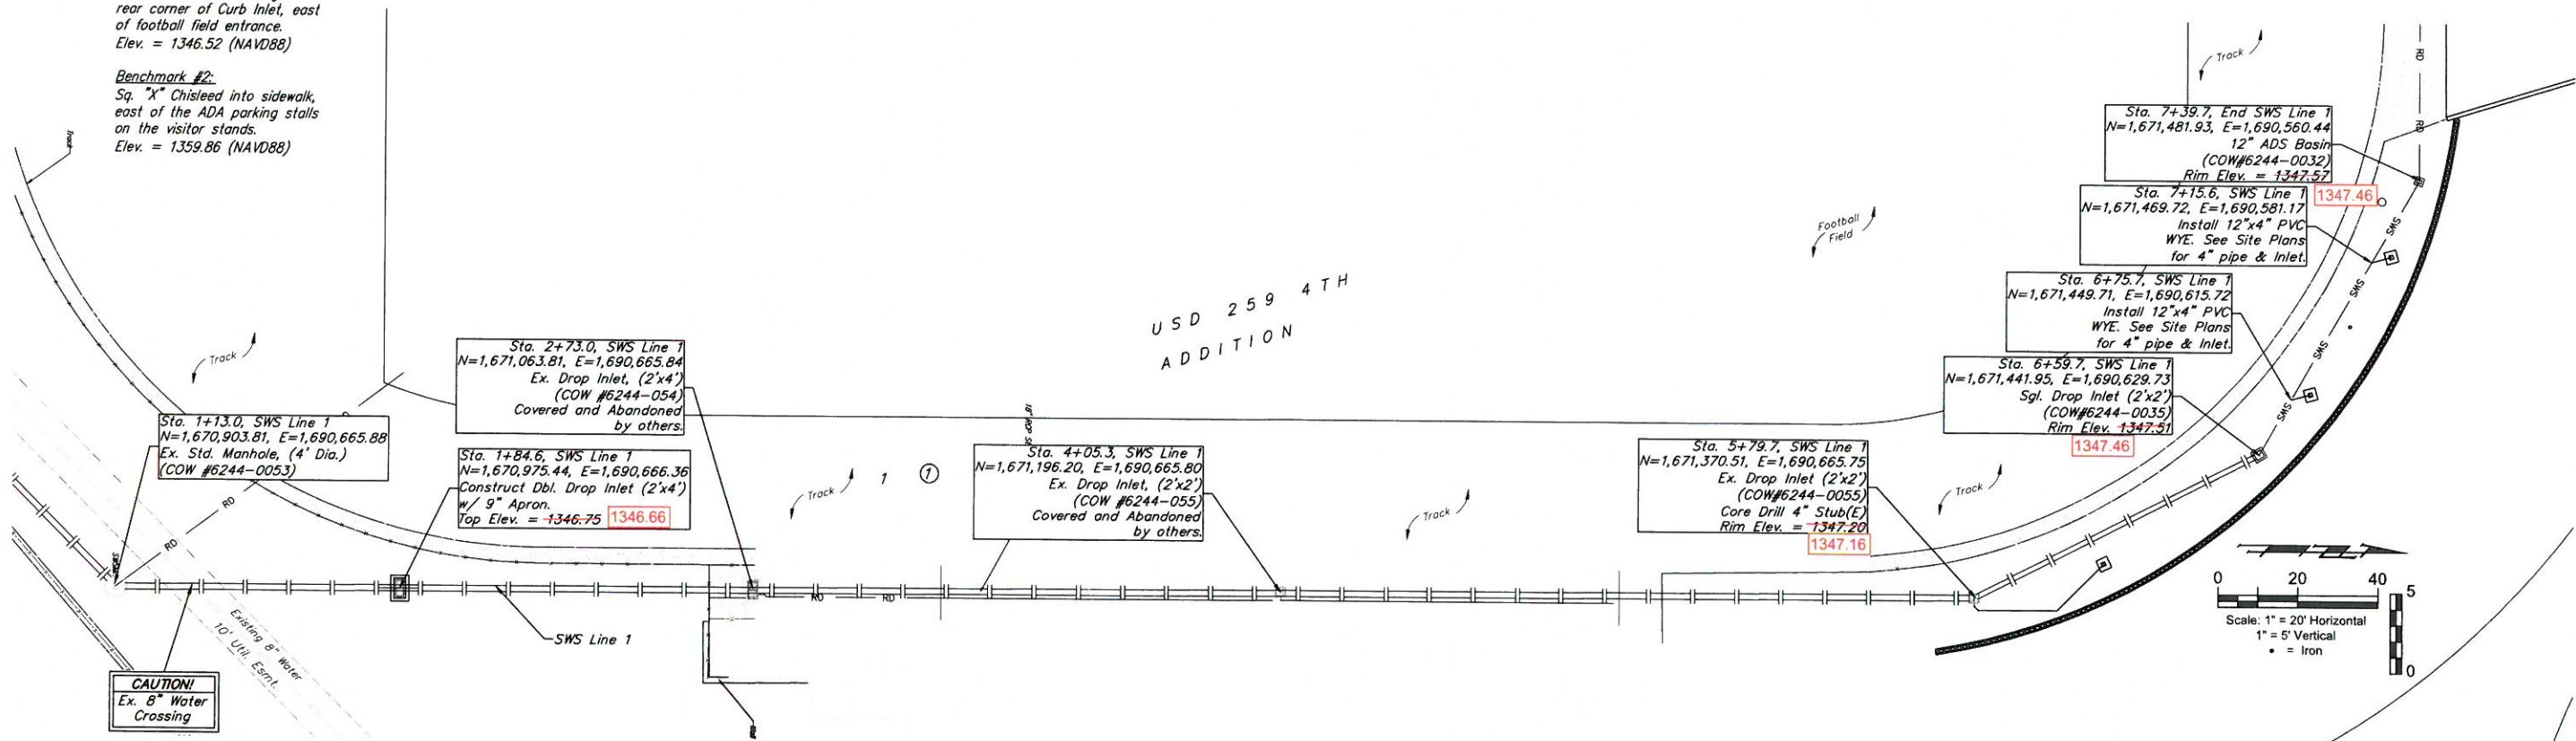 rear corner of Curb Inlet, east
of football field entrance.
Elev. = 1346.52 (NAVD88)
Benchmark #2:
Sq. "X" Chisleed into sidewalk,
east of the ADA parking stalls
on the visitor stands.
Elev. = 1359.86 (NAVD88)
Track
Track
Sta. 1+13.0, SWS Line 1
N=1,670,903.81, E=1,690,665.88
Ex. Std. Manhole, (4' Dia.)
(COW #6244-0053)
RD
RD
CAUTION!
Ex. 8" Water
Crossing
Existing 8" Water
10' Util. Esmt.
Sta. 2+73.0, SWS Line 1
N=1,671,063.81, E=1,690,665.84
Ex. Drop Inlet, (2'x4')
(COW #6244-054)
Covered and Abandoned
by others.
Sta. 1+84.6, SWS Line 1
N=1,670,975.44, E=1,690,666.36
Construct Dbl. Drop Inlet (2'x4')
w/ 9" Apron.
Top Elev. = 1346.75 1346.66
SWS Line 1
RD
RD
Track
1
1
USD 259 4TH
ADDITION
Sta. 4+05.3, SWS Line 1
N=1,671,196.20, E=1,690,665.80
Ex. Drop Inlet, (2'x2')
(COW #6244-055)
Covered and Abandoned
by others.
Track
Football
Field
Sta. 5+79.7, SWS Line 1
N=1,671,370.51, E=1,690,665.75
Ex. Drop Inlet (2'x2')
(COW#6244-0055)
Core Drill 4" Stub(E)
Rim Elev. = 1347.20
1347.16
Track
Track
RD
RD
Sta. 7+39.7, End SWS Line 1
N=1,671,481.93, E=1,690,560.44
12" ADS Basin
(COW#6244-0032)
Rim Elev. = 1347.57
1347.46
Sta. 7+15.6, SWS Line 1
N=1,671,469.72, E=1,690,581.17
Install 12"x4" PVC
WYE. See Site Plans
for 4" pipe & Inlet.
Sta. 6+75.7, SWS Line 1
N=1,671,449.71, E=1,690,615.72
Install 12"x4" PVC
WYE. See Site Plans
for 4" pipe & Inlet.
Sta. 6+59.7, SWS Line 1
N=1,671,441.95, E=1,690,629.73
Sgl. Drop Inlet (2'x2')
(COW#6244-0035)
Rim Elev. 1347.51
1347.46
SWS
SWS
SWS
SWS
0 20 40
5
0
Scale: 1" = 20' Horizontal
1" = 5' Vertical
• = Iron